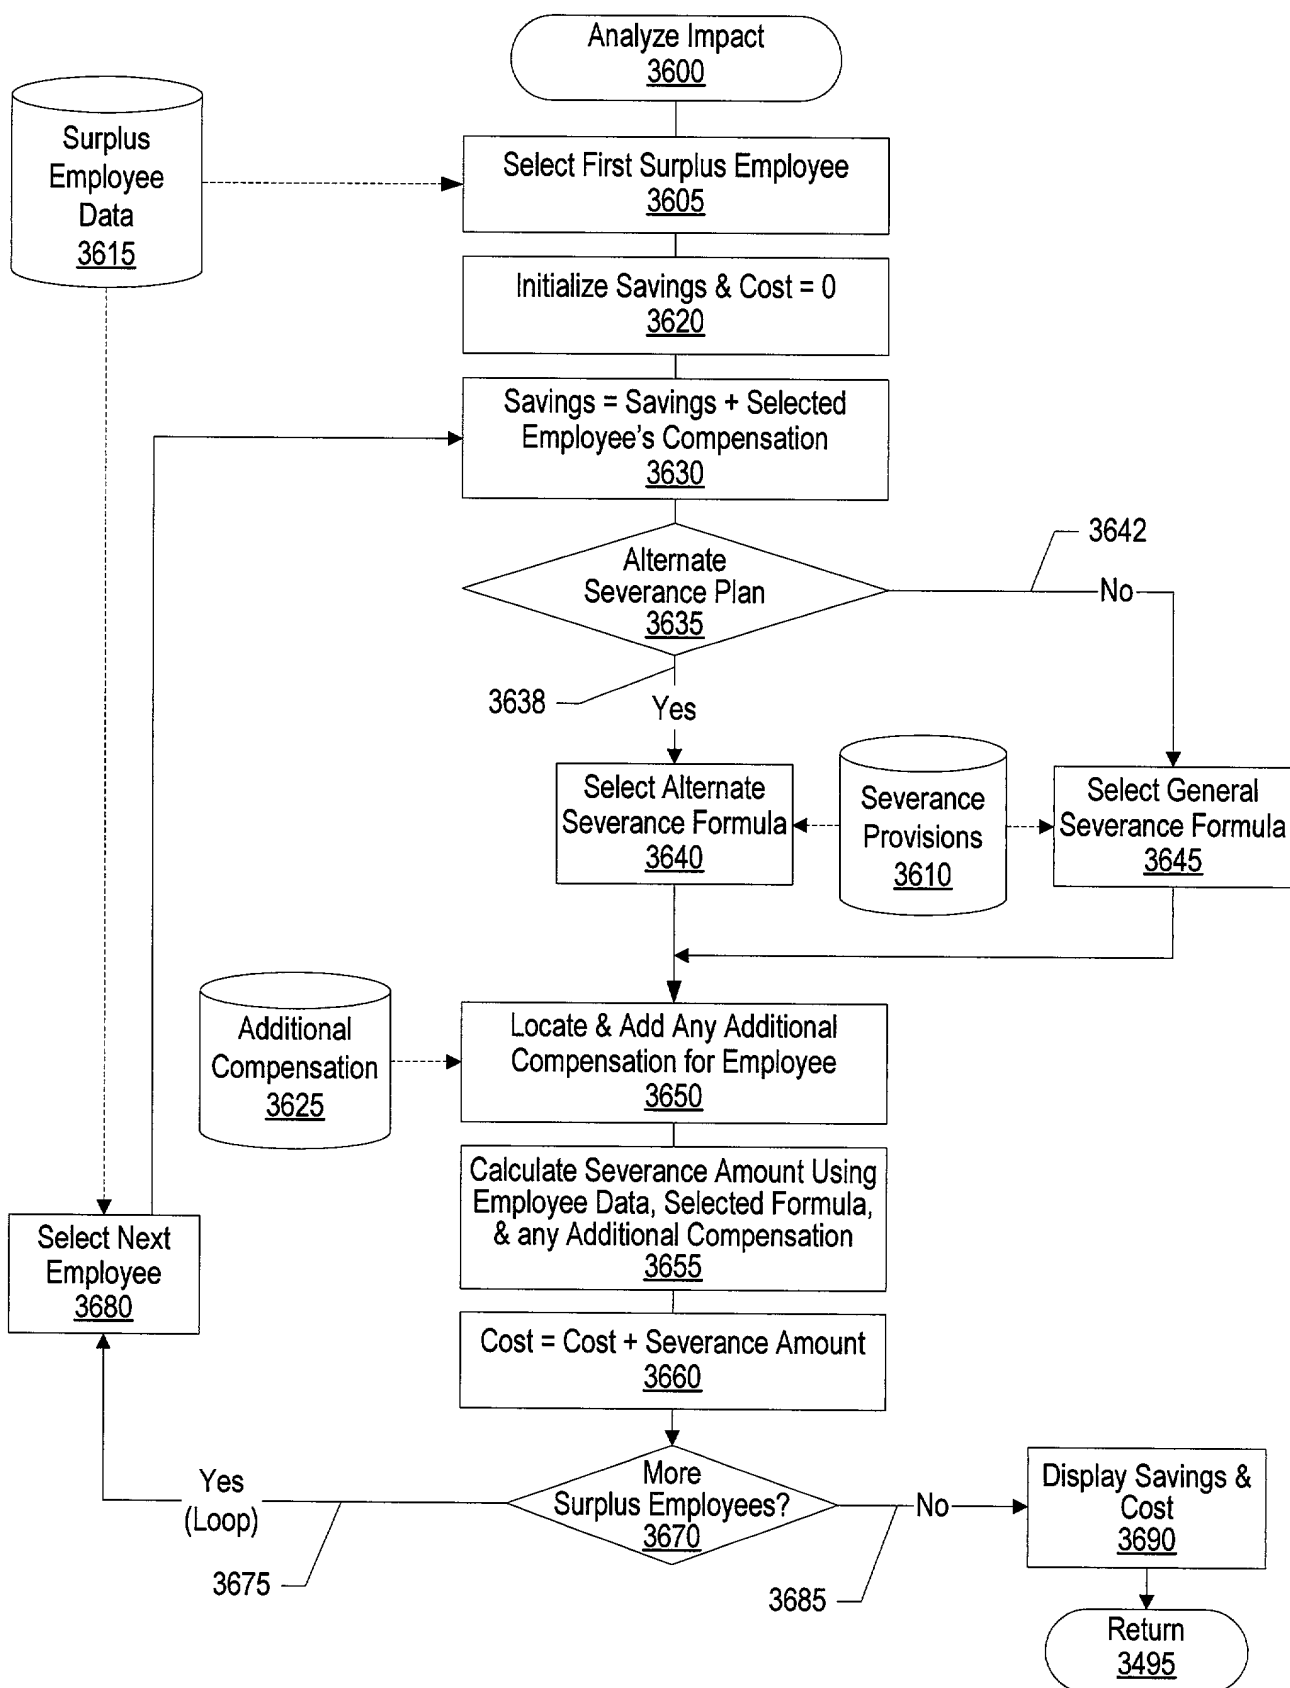 Analyze Impact
3600
Surplus
Employee
Data
3615
Select First Surplus Employee
3605
Initialize Savings & Cost = 0
3620
Savings = Savings + Selected
Employee's Compensation
3630
Alternate
Severance Plan
3635
3642
No
3638
Yes
Select Alternate
Severance Formula
3640
Severance
Provisions
3610
Select General
Severance Formula
3645
Additional
Compensation
3625
Locate & Add Any Additional
Compensation for Employee
3650
Calculate Severance Amount Using
Employee Data, Selected Formula,
& any Additional Compensation
3655
Select Next
Employee
3680
Cost = Cost + Severance Amount
3660
More
Surplus Employees?
3670
Yes
(Loop)
3675
No
3685
Display Savings &
Cost
3690
Return
3495